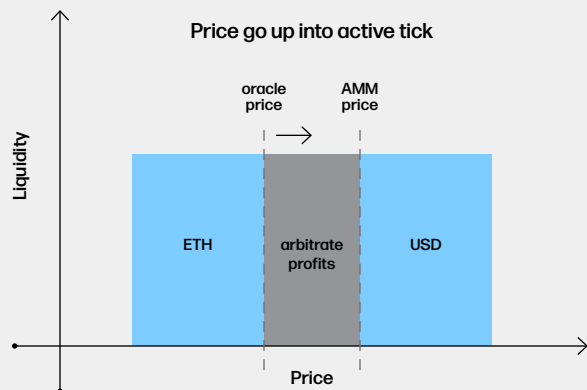 Price go up into active tick
oracle
price
AMM
price
Liquidity
ETH
arbitrate
profits
USD
Price